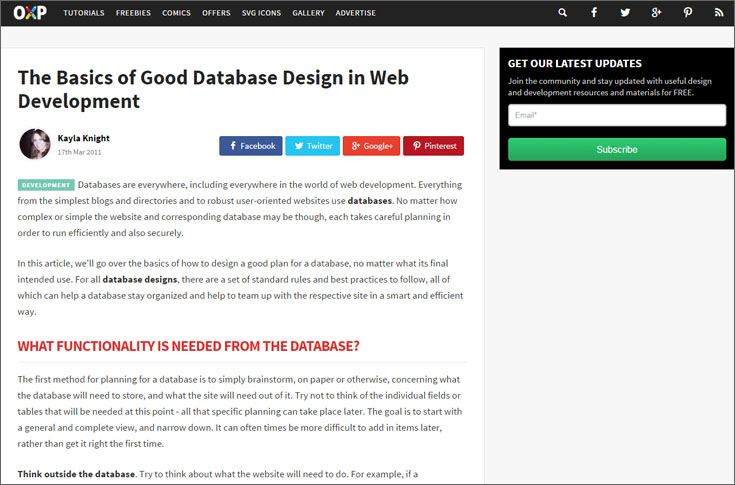 OXP TUTORIALS FREEBIES COMICS OFFERS SVG ICONS GALLERY ADVERTISE
The Basics of Good Database Design in Web
Development
Kayla Knight
17th Mar 2011
Facebook Twitter Google+ Pinterest
DEVELOPMENT Databases are everywhere, including everywhere in the world of web development. Everything
from the simplest blogs and directories and to robust user-oriented websites use databases. No matter how
complex or simple the website and corresponding database may be though, each takes careful planning in
order to run efficiently and also securely.
In this article, we'll go over the basics of how to design a good plan for a database, no matter what its final
intended use. For all database designs, there are a set of standard rules and best practices to follow, all of
which can help a database stay organized and help to team up with the respective site in a smart and efficient
way.
WHAT FUNCTIONALITY IS NEEDED FROM THE DATABASE?
The first method for planning for a database is to simply brainstorm, on paper or otherwise, concerning what
the database will need to store, and what the site will need out of it. Try not to think of the individual fields or
tables that will be needed at this point - all that specific planning can take place later. The goal is to start with
a general and complete view, and narrow down. It can often times be more difficult to add in items later,
rather than get it right the first time.
Think outside the database. Try to think about what the website will need to do. For example, if a
GET OUR LATEST UPDATES
Join the community and stay updated with useful design
and development resources and materials for FREE.
Email*
Subscribe